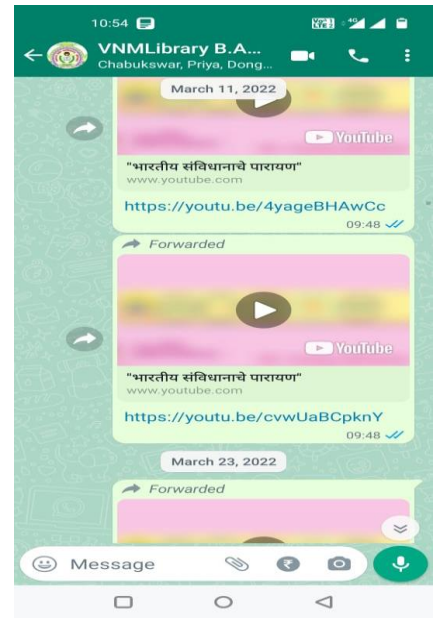 10:54
4G
VNMLibrary B.A...
Chabukswar, Priya, Dong...
March 11, 2022
YouTube
"भारतीय संविधानाचे पारायण"
www.youtube.com
https://youtu.be/4yageBHAwCc
09:48
Forwarded
YouTube
"भारतीय संविधानाचे पारायण"
www.youtube.com
https://youtu.be/cvwUaBCpknY
09:48
March 23, 2022
Forwarded
Message
₹